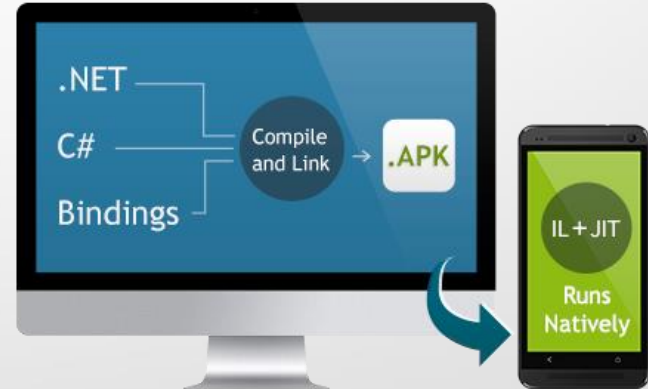 .NET
C#
Bindings
Compile
and Link
.APK
IL+JIT
Runs
Natively